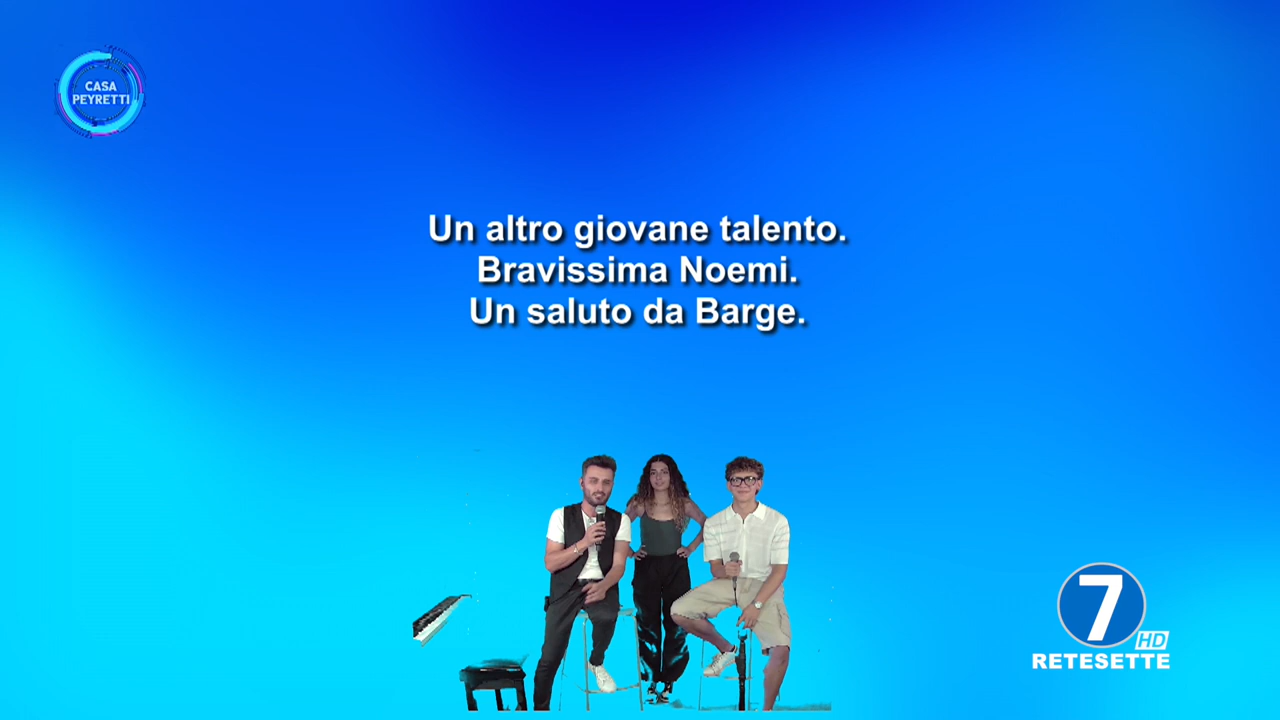 CASA
PEYRETTI
Un altro giovane talento.
Bravissima Noemi.
Un saluto da Barge.
7
HD
RETESETTE